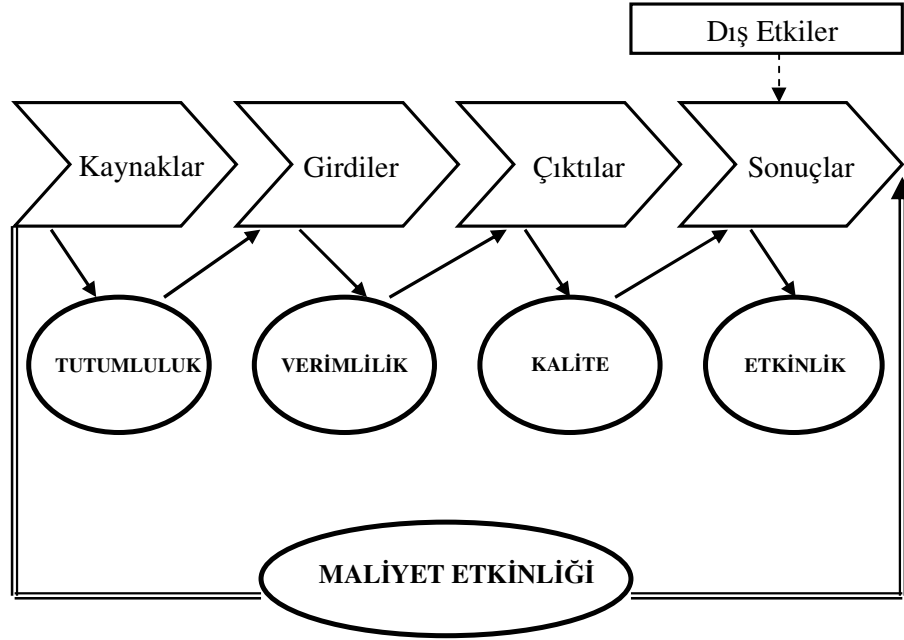 Dış Etkiler
Kaynaklar
Girdiler
Çıktılar
Sonuçlar
TUTUMLULUK
VERİMLİLİK
KALİTE
ETKİNLİK
MALİYET ETKİNLİĞİ